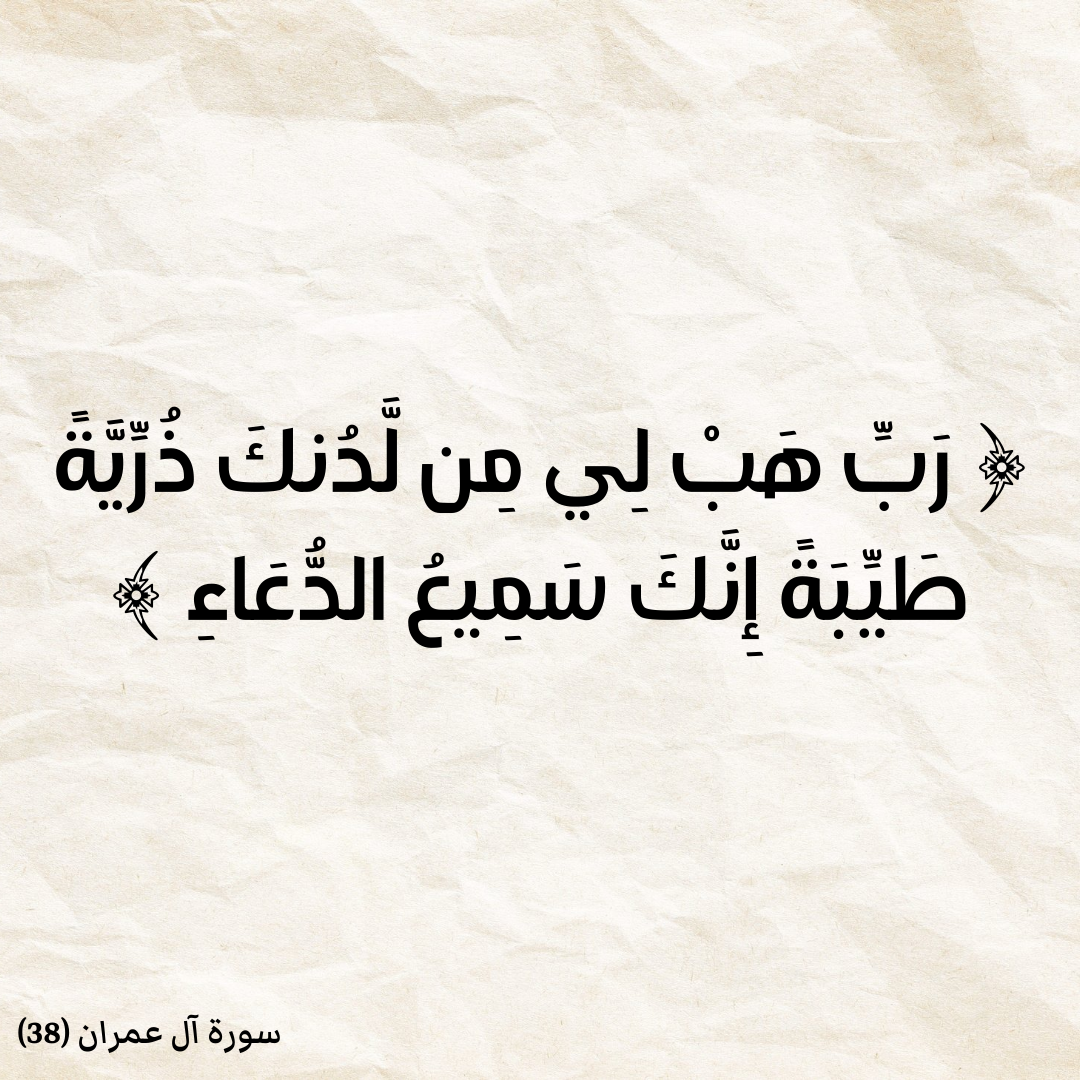 ﴿ رَبِّ هَبْ لِي مِن لَّدُنكَ ذُرِّيَّةً
طَيِّبَةً إِنَّكَ سَمِيعُ الدُّعَاءِ ﴾
سورة آل عمران (38)